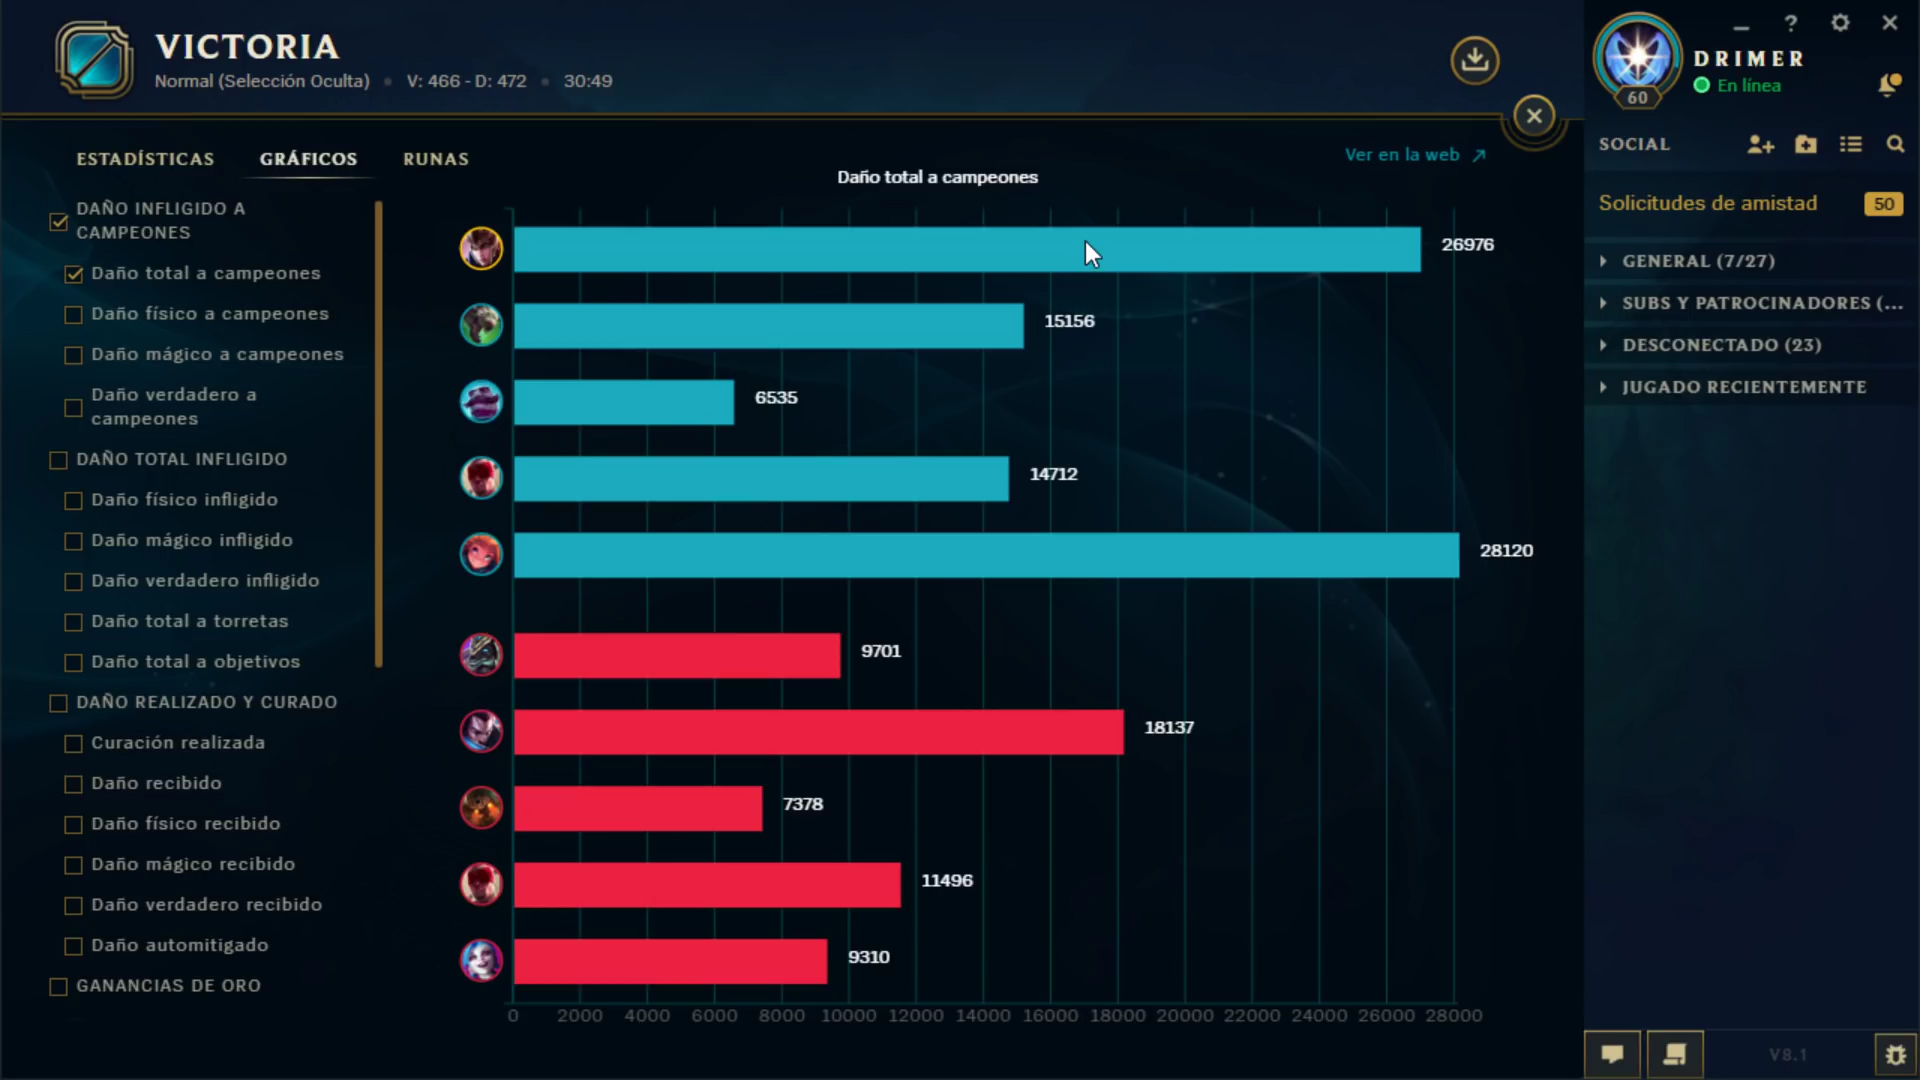 VICTORIA
Normal (Selección Oculta) • V: 466 - D: 472 • 30:49
DRIMER
En línea
60
ESTADÍSTICAS
GRÁFICOS
RUNAS
Ver en la web
Daño total a campeones
DAÑO INFLIGIDO A
CAMPEONES
Daño total a campeones
Daño físico a campeones
Daño mágico a campeones
Daño verdadero a
campeones
DAÑO TOTAL INFLIGIDO
Daño físico infligido
Daño mágico infligido
Daño verdadero infligido
Daño total a torretas
Daño total a objetivos
DAÑO REALIZADO Y CURADO
Curación realizada
Daño recibido
Daño físico recibido
Daño mágico recibido
Daño verdadero recibido
Daño automitigado
GANANCIAS DE ORO
26976
15156
6535
14712
28120
9701
18137
7378
11496
9310
0 2000 4000 6000 8000 10000 12000 14000 16000 18000 20000 22000 24000 26000 28000
SOCIAL
Solicitudes de amistad 50
GENERAL (7/27)
SUBS Y PATROCINADORES (...
DESCONECTADO (23)
JUGADO RECIENTEMENTE
V8.1